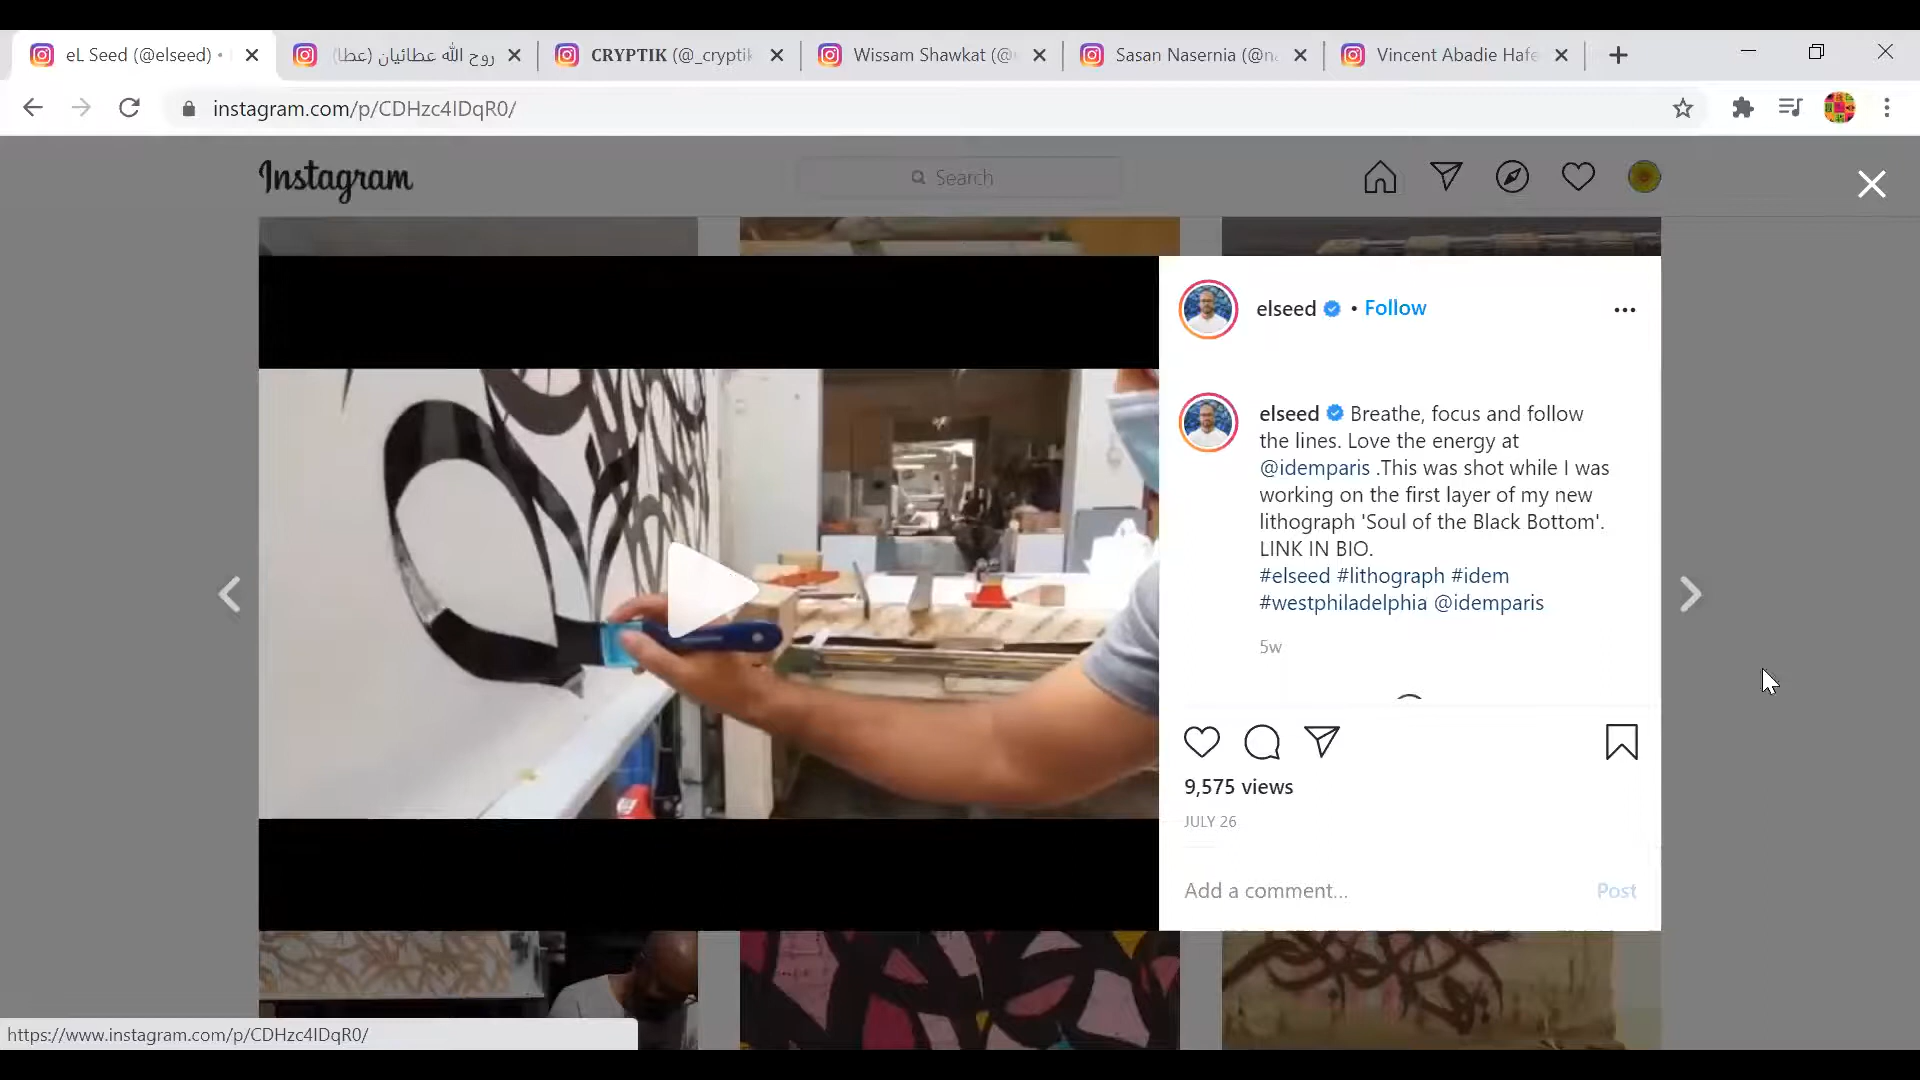 eL Seed (@elseed) •
روح الله عطائیان (عطا)
CRYPTIK (@_cryptik
Wissam Shawkat (@
Sasan Nasernia (@n
Vincent Abadie Hafe
instagram.com/p/CDHzc4IDqR0/
Instagram
Search
elseed • Follow
elseed Breathe, focus and follow
the lines. Love the energy at
@idemparis .This was shot while I was
working on the first layer of my new
lithograph 'Soul of the Black Bottom'.
LINK IN BIO.
#elseed #lithograph #idem
#westphiladelphia @idemparis
5w
9,575 views
JULY 26
Add a comment...
Post
https://www.instagram.com/p/CDHzc4IDqR0/